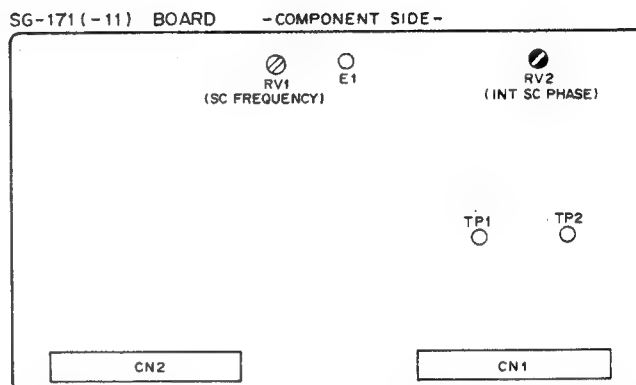 SG-171(-11) BOARD -COMPONENT SIDE-
RV1
(SC FREQUENCY)
E1
RV2
(INT SC PHASE)
TP1
TP2
CN2
CN1